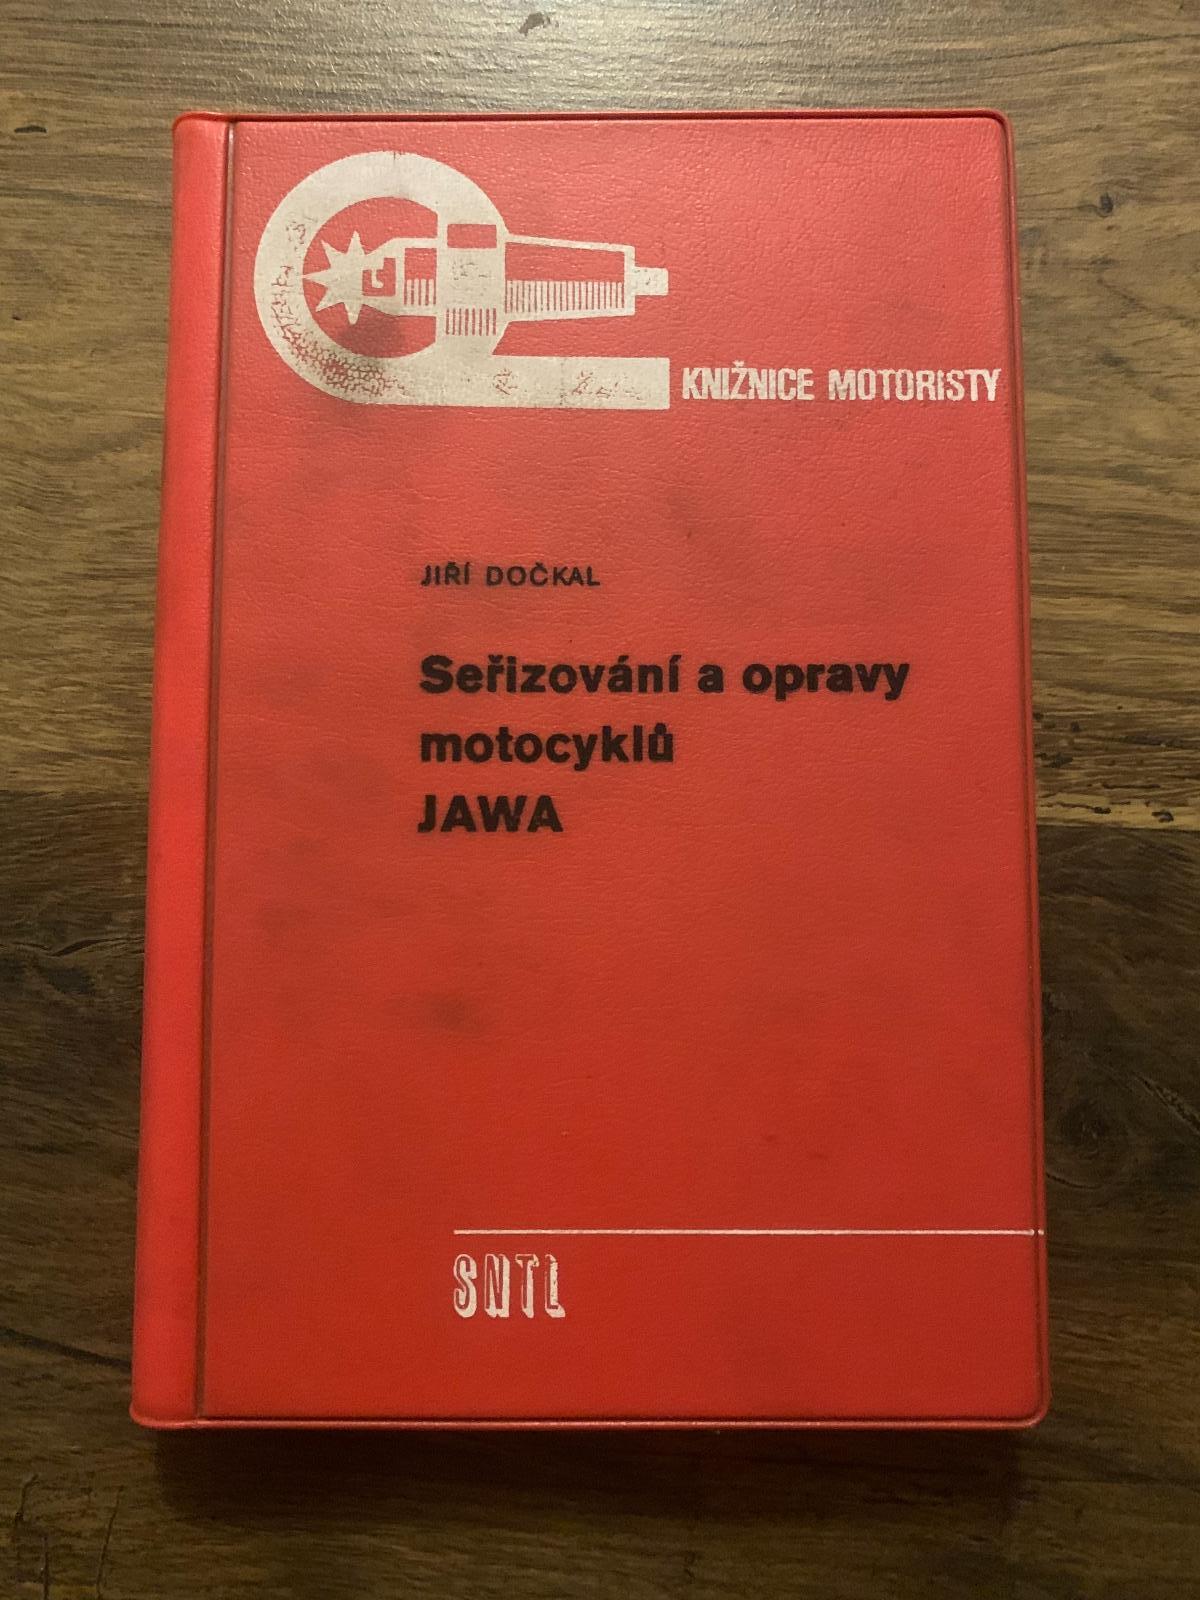 KNIŽNICE MOTORISTY
JIŘÍ DOČKAL
Seřizování a opravy
motocyklů
JAWA
SNTL